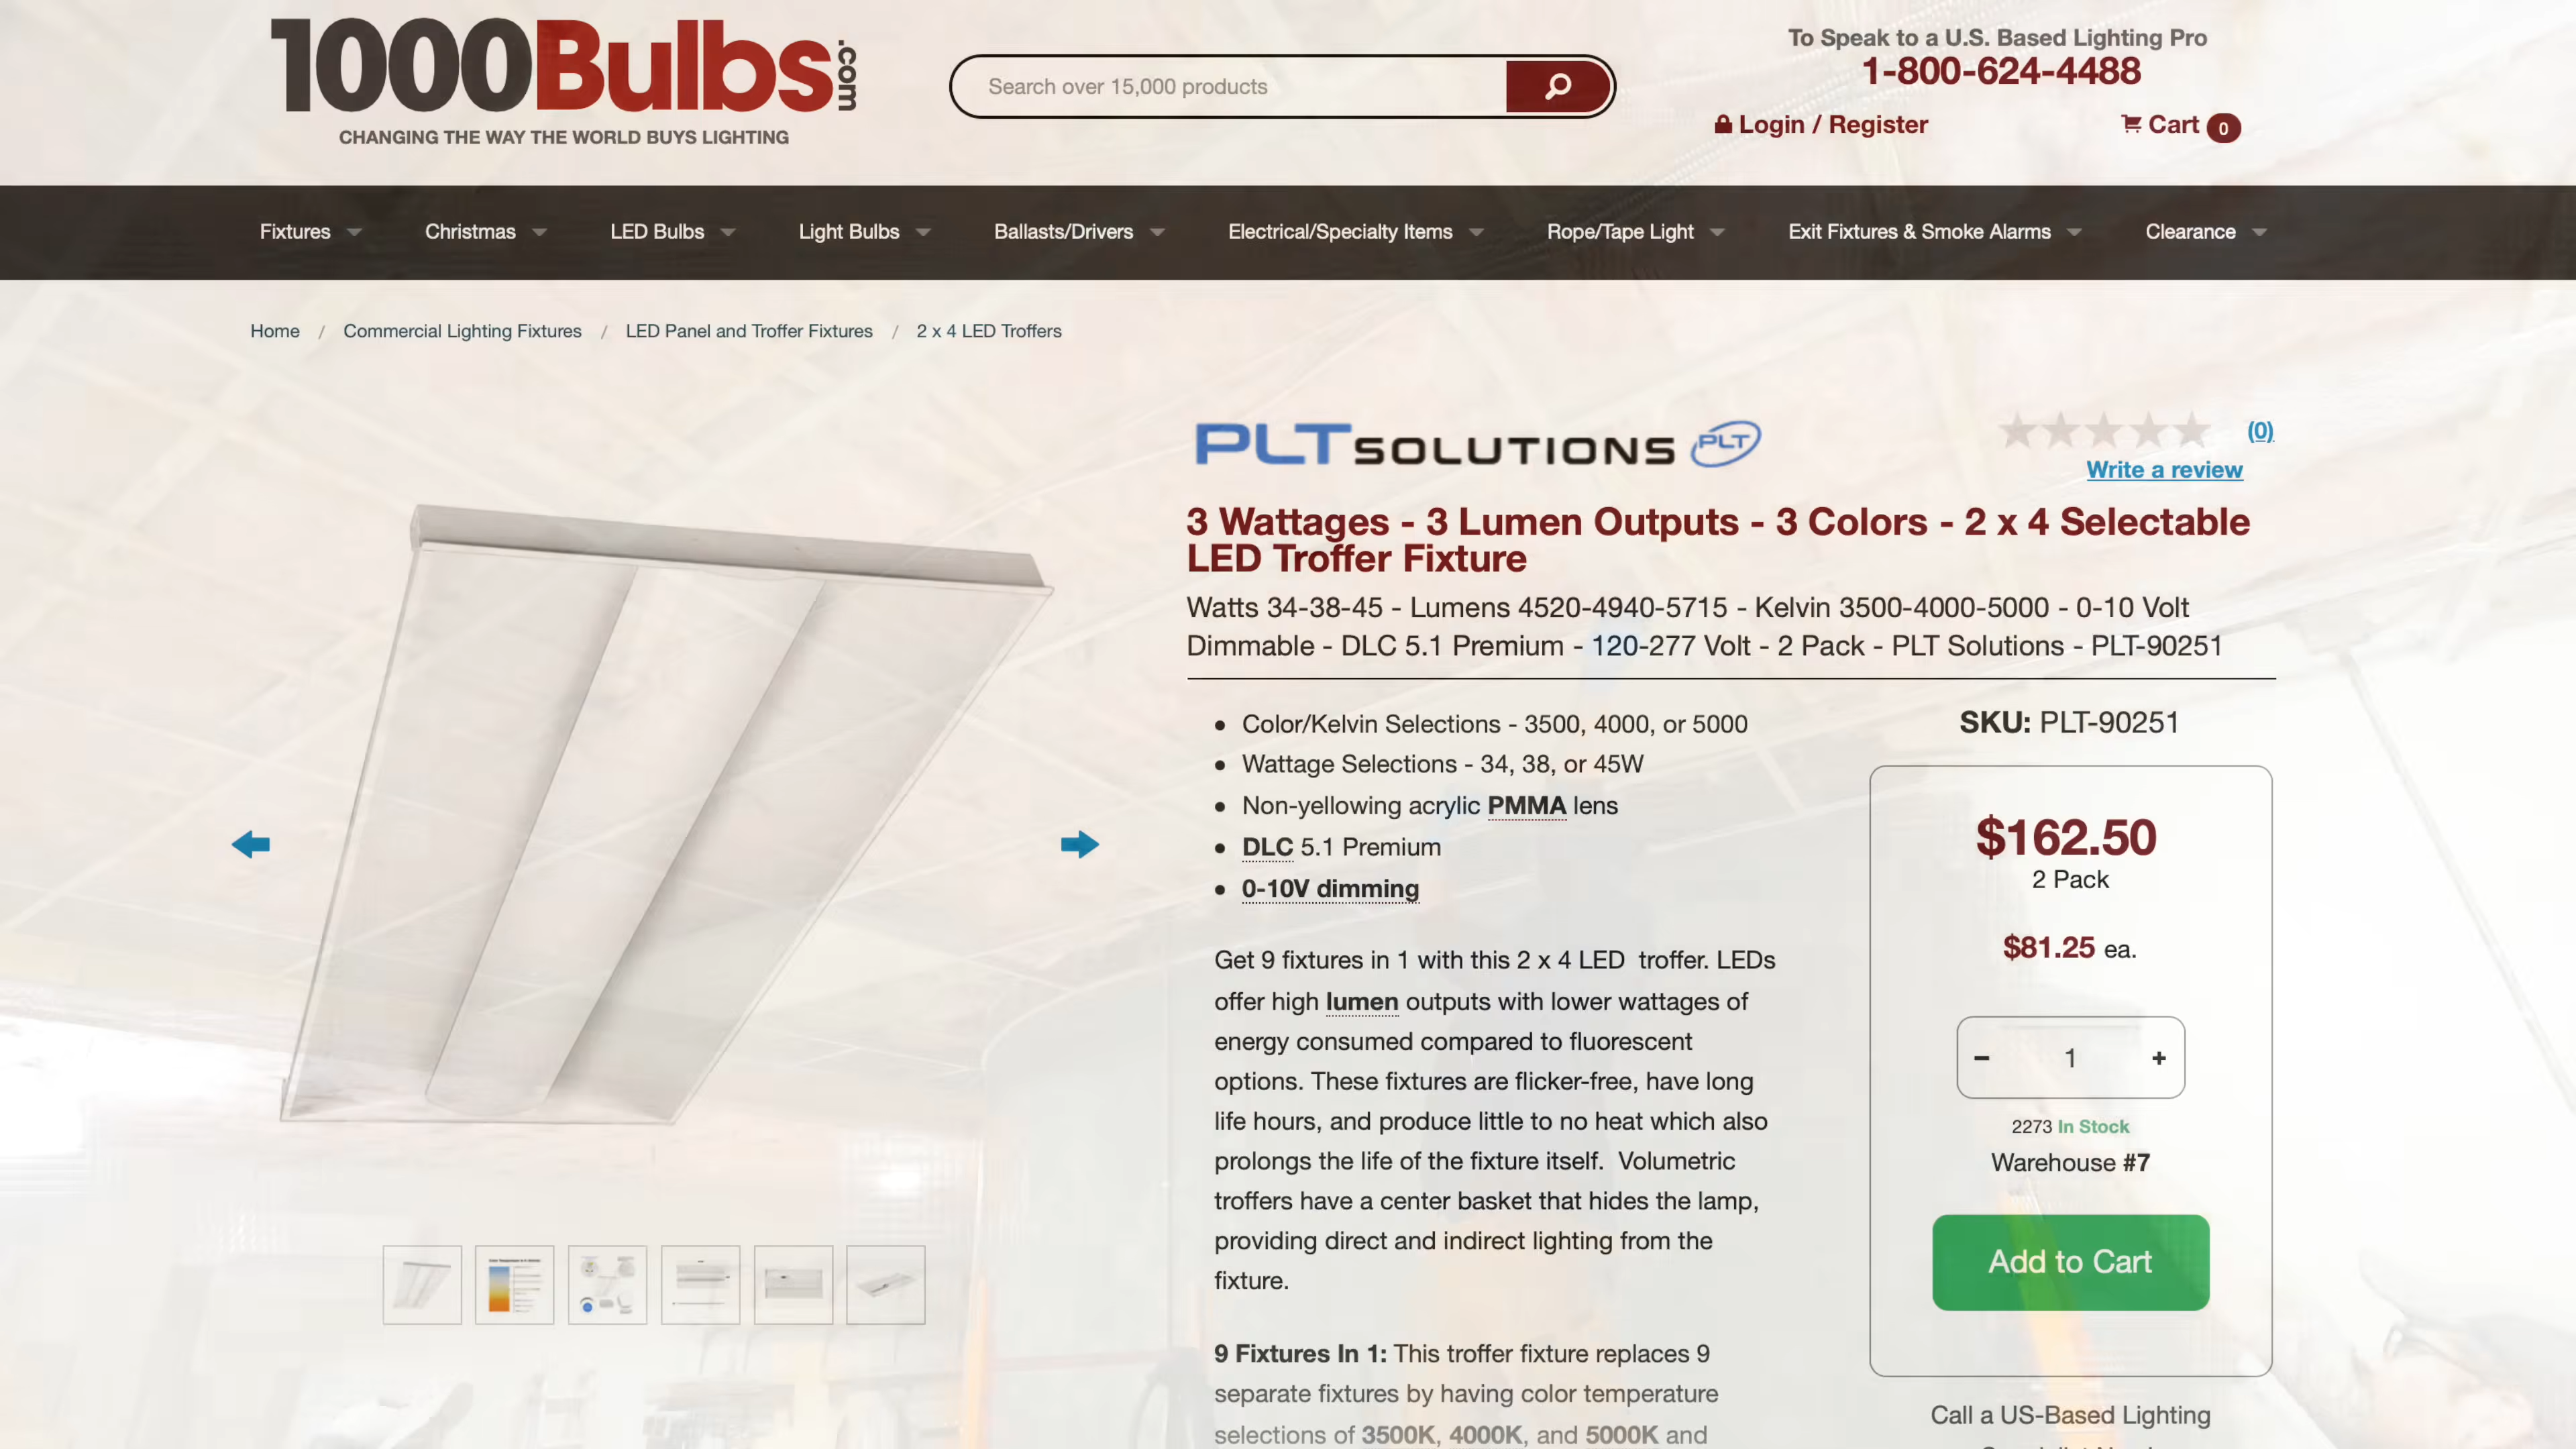 1000Bulbs.com
CHANGING THE WAY THE WORLD BUYS LIGHTING
Search over 15,000 products
To Speak to a U.S. Based Lighting Pro
1-800-624-4488
Login / Register
Cart 0
Fixtures
Christmas
LED Bulbs
Light Bulbs
Ballasts/Drivers
Electrical/Specialty Items
Rope/Tape Light
Exit Fixtures & Smoke Alarms
Clearance
Home / Commercial Lighting Fixtures / LED Panel and Troffer Fixtures / 2 x 4 LED Troffers
PLT SOLUTIONS PLT
(0)
Write a review
3 Wattages - 3 Lumen Outputs - 3 Colors - 2 x 4 Selectable
LED Troffer Fixture
Watts 34-38-45 - Lumens 4520-4940-5715 - Kelvin 3500-4000-5000 - 0-10 Volt
Dimmable - DLC 5.1 Premium - 120-277 Volt - 2 Pack - PLT Solutions - PLT-90251
• Color/Kelvin Selections - 3500, 4000, or 5000
• Wattage Selections - 34, 38, or 45W
• Non-yellowing acrylic PMMA lens
• DLC 5.1 Premium
• 0-10V dimming
Get 9 fixtures in 1 with this 2 x 4 LED troffer. LEDs
offer high lumen outputs with lower wattages of
energy consumed compared to fluorescent
options. These fixtures are flicker-free, have long
life hours, and produce little to no heat which also
prolongs the life of the fixture itself. Volumetric
troffers have a center basket that hides the lamp,
providing direct and indirect lighting from the
fixture.
9 Fixtures In 1: This troffer fixture replaces 9
separate fixtures by having color temperature
selections of 3500K, 4000K, and 5000K and
SKU: PLT-90251
$162.50
2 Pack
$81.25 ea.
- 1 +
2273 In Stock
Warehouse #7
Add to Cart
Call a US-Based Lighting